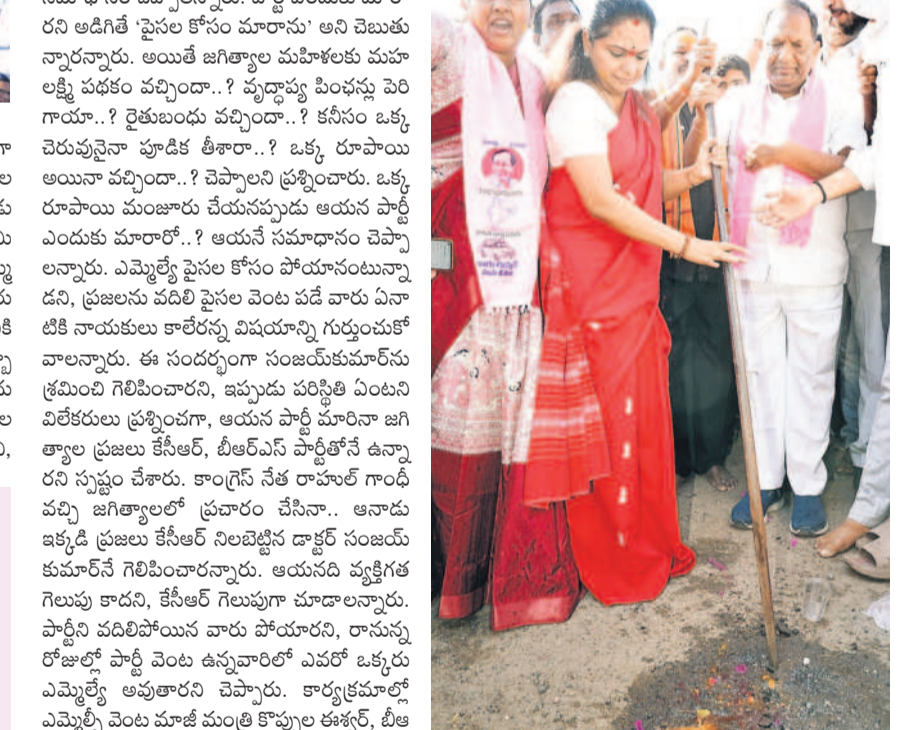 రని అడిగితే ‘పైసల కోసం మారాను’ అని చెబుతు
న్నారన్నారు. అయితే జగిత్యాల మహిళలకు మహ
లక్ష్మి పథకం వచ్చిందా..? వృద్ధాప్య పింఛన్లు పెరి
గాయా..? రైతుబంధు వచ్చిందా..? కనీసం ఒక్క
చెరువునైనా పూడిక తీశారా..? ఒక్క రూపాయి
అయినా వచ్చిందా..? చెప్పాలని ప్రశ్నించారు. ఒక్క
రూపాయి మంజూరు చేయనప్పుడు ఆయన పార్టీ
ఎందుకు మారారో..? ఆయనే సమాధానం చెప్పా
లన్నారు. ఎమ్మెల్యే పైసల కోసం పోయానంటున్నా
డని, ప్రజలను వదిలి పైసల వెంట పడే వారు ఏనా
టికి నాయకులు కాలేరన్న విషయాన్ని గుర్తుంచుకో
వాలన్నారు. ఈ సందర్భంగా సంజయ్‌కుమార్‌ను
శ్రమించి గెలిపించారని, ఇప్పుడు పరిస్థితి ఏంటని
విలేకరులు ప్రశ్నించగా, ఆయన పార్టీ మారినా జగి
త్యాల ప్రజలు కేసీఆర్, బీఆర్ఎస్ పార్టీతోనే ఉన్నా
రని స్పష్టం చేశారు. కాంగ్రెస్ నేత రాహుల్ గాంధీ
వచ్చి జగిత్యాలలో ప్రచారం చేసినా.. ఆనాడు
ఇక్కడి ప్రజలు కేసీఆర్ నిలబెట్టిన డాక్టర్ సంజయ్
కుమార్‌నే గెలిపించారన్నారు. ఆయనది వ్యక్తిగత
గెలుపు కాదని, కేసీఆర్ గెలుపుగా చూడాలన్నారు.
పార్టీని వదిలిపోయిన వారు పోయారని, రానున్న
రోజుల్లో పార్టీ వెంట ఉన్నవారిలో ఎవరో ఒక్కరు
ఎమ్మెల్యే అవుతారని చెప్పారు. కార్యక్రమాల్లో
ఎమ్మెల్సీ వెంట మాజీ మంత్రి కొప్పుల ఈశ్వర్, బీఆ